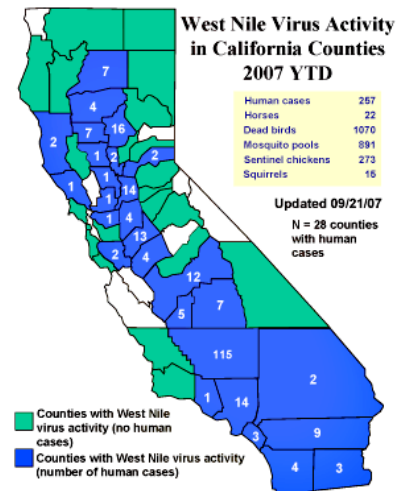 West Nile Virus Activity
in California Counties
2007 YTD
Human cases 257
Horses 22
Dead birds 1070
Mosquito pools 891
Sentinel chickens 273
Squirrels 15
Updated 09/21/07
N = 28 counties
with human
cases
7
4
2
7
16
1
2
2
1
1
14
1
1
4
13
2
4
12
5
7
115
2
1
14
3
9
4
3
Counties with West Nile
virus activity (no human
cases)
Counties with West Nile virus activity
(number of human cases)